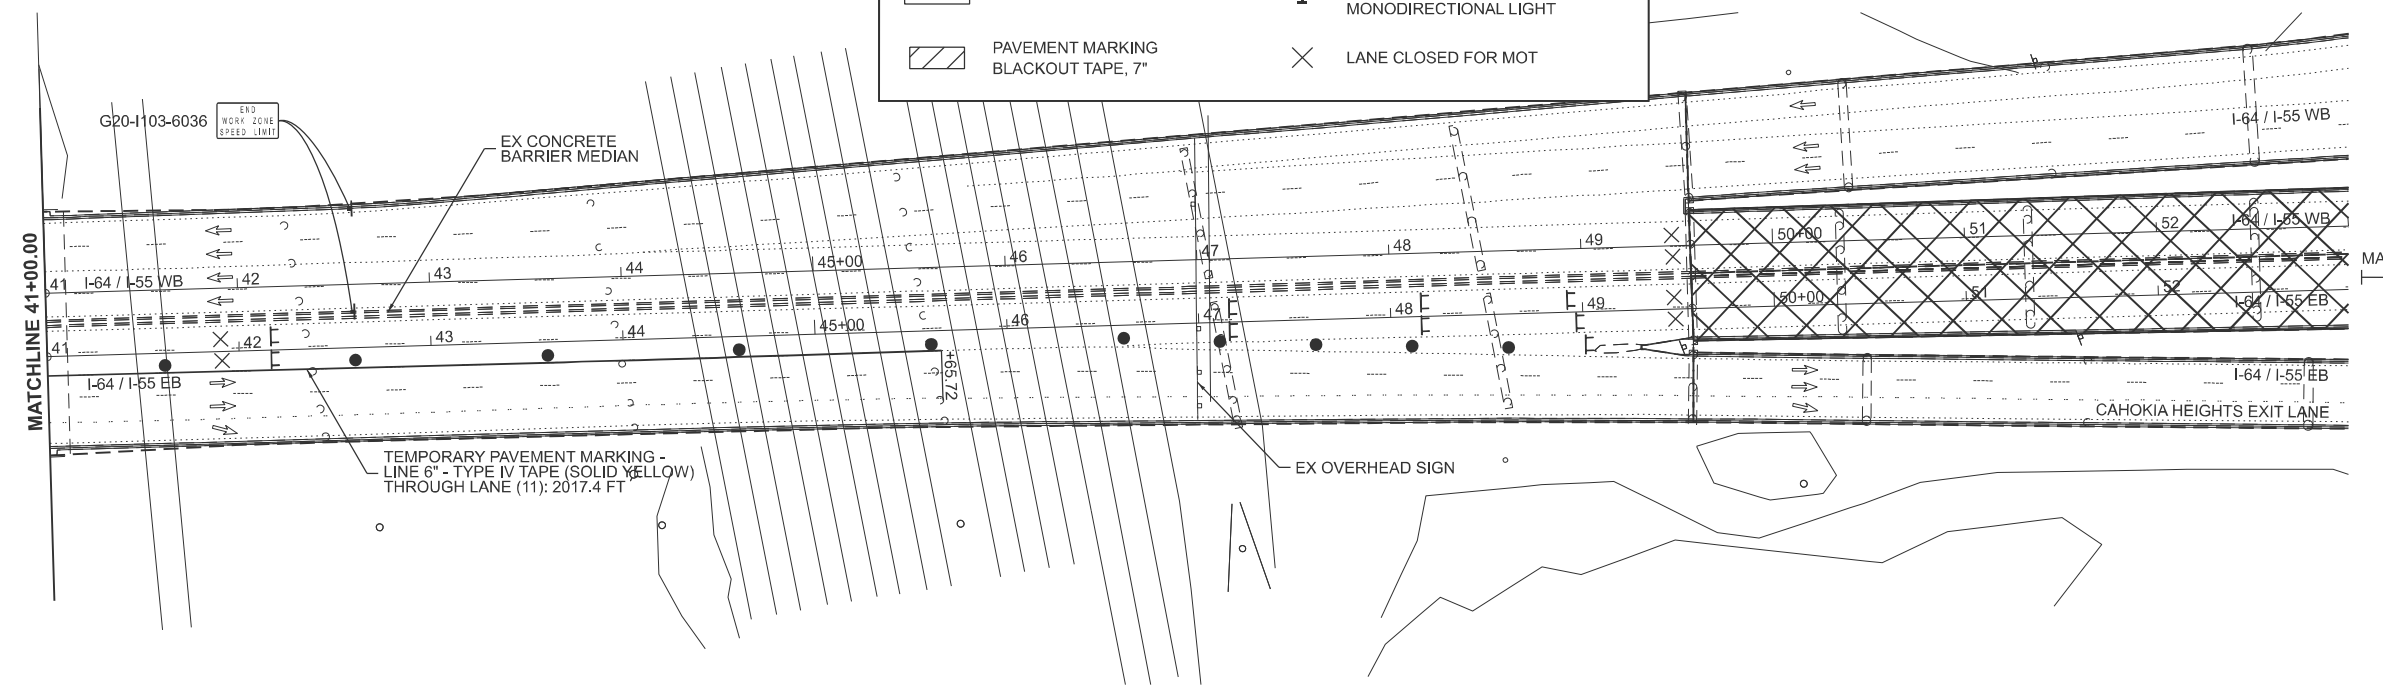 MONODIRECTIONAL LIGHT
PAVEMENT MARKING
BLACKOUT TAPE, 7"
LANE CLOSED FOR MOT
G20-I103-6036
END
WORK ZONE
SPEED LIMIT
EX CONCRETE
BARRIER MEDIAN
I-64 / I-55 WB
I-64 / I-55 WB
MATCHLINE 41+00.00
41
I-64 / I-55 WB
42
43
44
45+00
46
47
48
49
50+00
51
52
MA
41
42
43
44
45+00
46
47
48
49
50+00
51
52
I-64 / I-55 EB
I-64 / I-55 EB
+65.72
I-64 / I-55 EB
CAHOKIA HEIGHTS EXIT LANE
TEMPORARY PAVEMENT MARKING -
LINE 6" - TYPE IV TAPE (SOLID YELLOW)
THROUGH LANE (11): 2017.4 FT
EX OVERHEAD SIGN